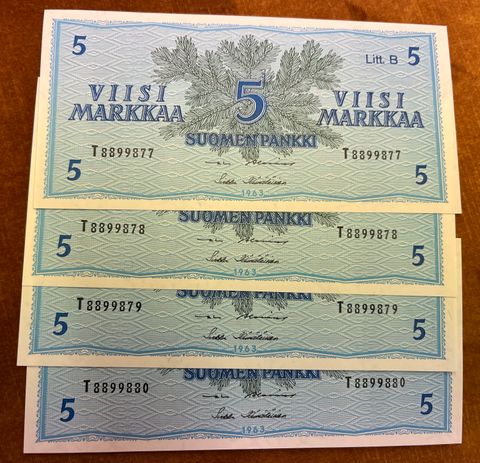 5 Litt. B 5
VIISI 5 VIISI
MARKKAA MARKKAA
SUOMEN PANKKI
T8899877 T8899877
5 1963 5
SUOMEN PANKKI
T8899878 T8899878
5 1963 5
SUOMEN PANKKI
T8899879 T8899879
5 1963 5
SUOMEN PANKKI
T8899880 T8899880
5 1963 5